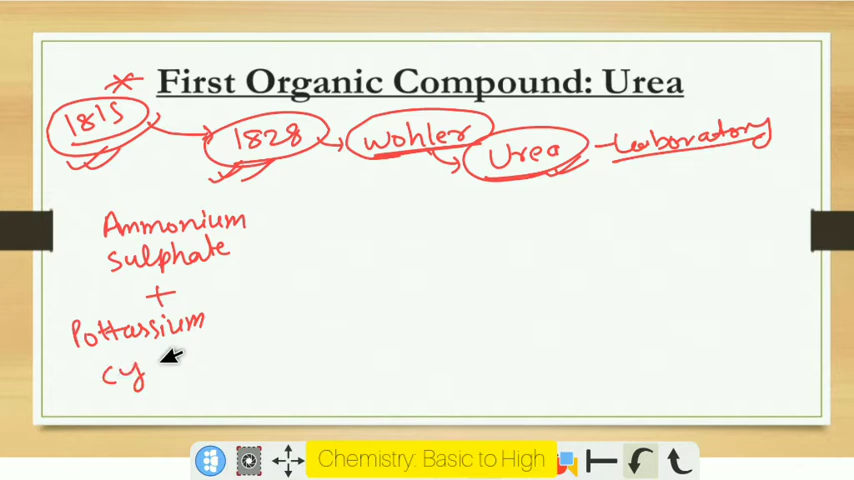 First Organic Compound: Urea
1815 1828 Wohler Urea - Laboratory
Ammonium
sulphate
+
Pottassium
cy
Chemistry: Basic to High